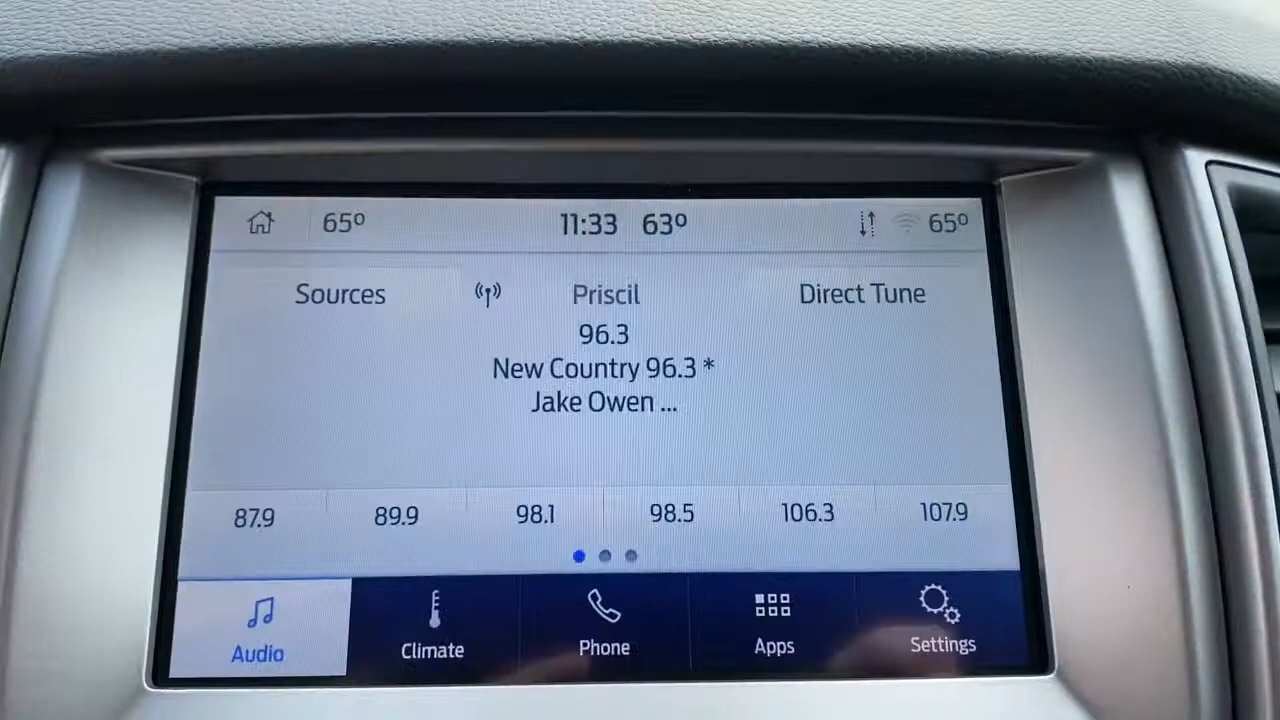 65º 11:33 63º 65º
Sources Priscil Direct Tune
96.3
New Country 96.3 *
Jake Owen ...
87.9 89.9 98.1 98.5 106.3 107.9
Audio Climate Phone Apps Settings